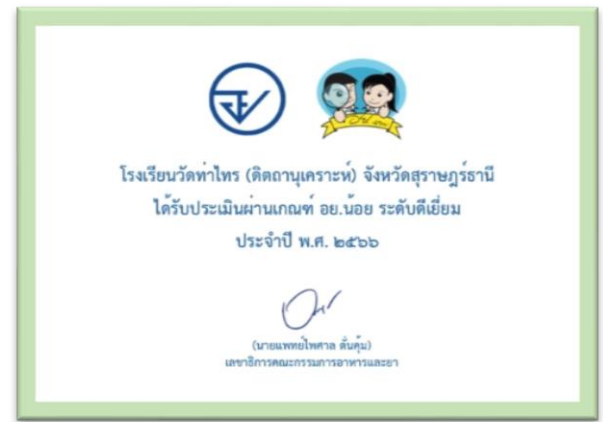 โรงเรียนวัดท่าไทร (ดิตถานุเคราะห์) จังหวัดสุราษฎร์ธานี
ได้รับประเมินผ่านเกณฑ์ อย.น้อย ระดับดีเยี่ยม
ประจำปี พ.ศ. ๒๕๖๖
(นายแพทย์ไพศาล ดั่นคุ้ม)
เลขาธิการคณะกรรมการอาหารและยา